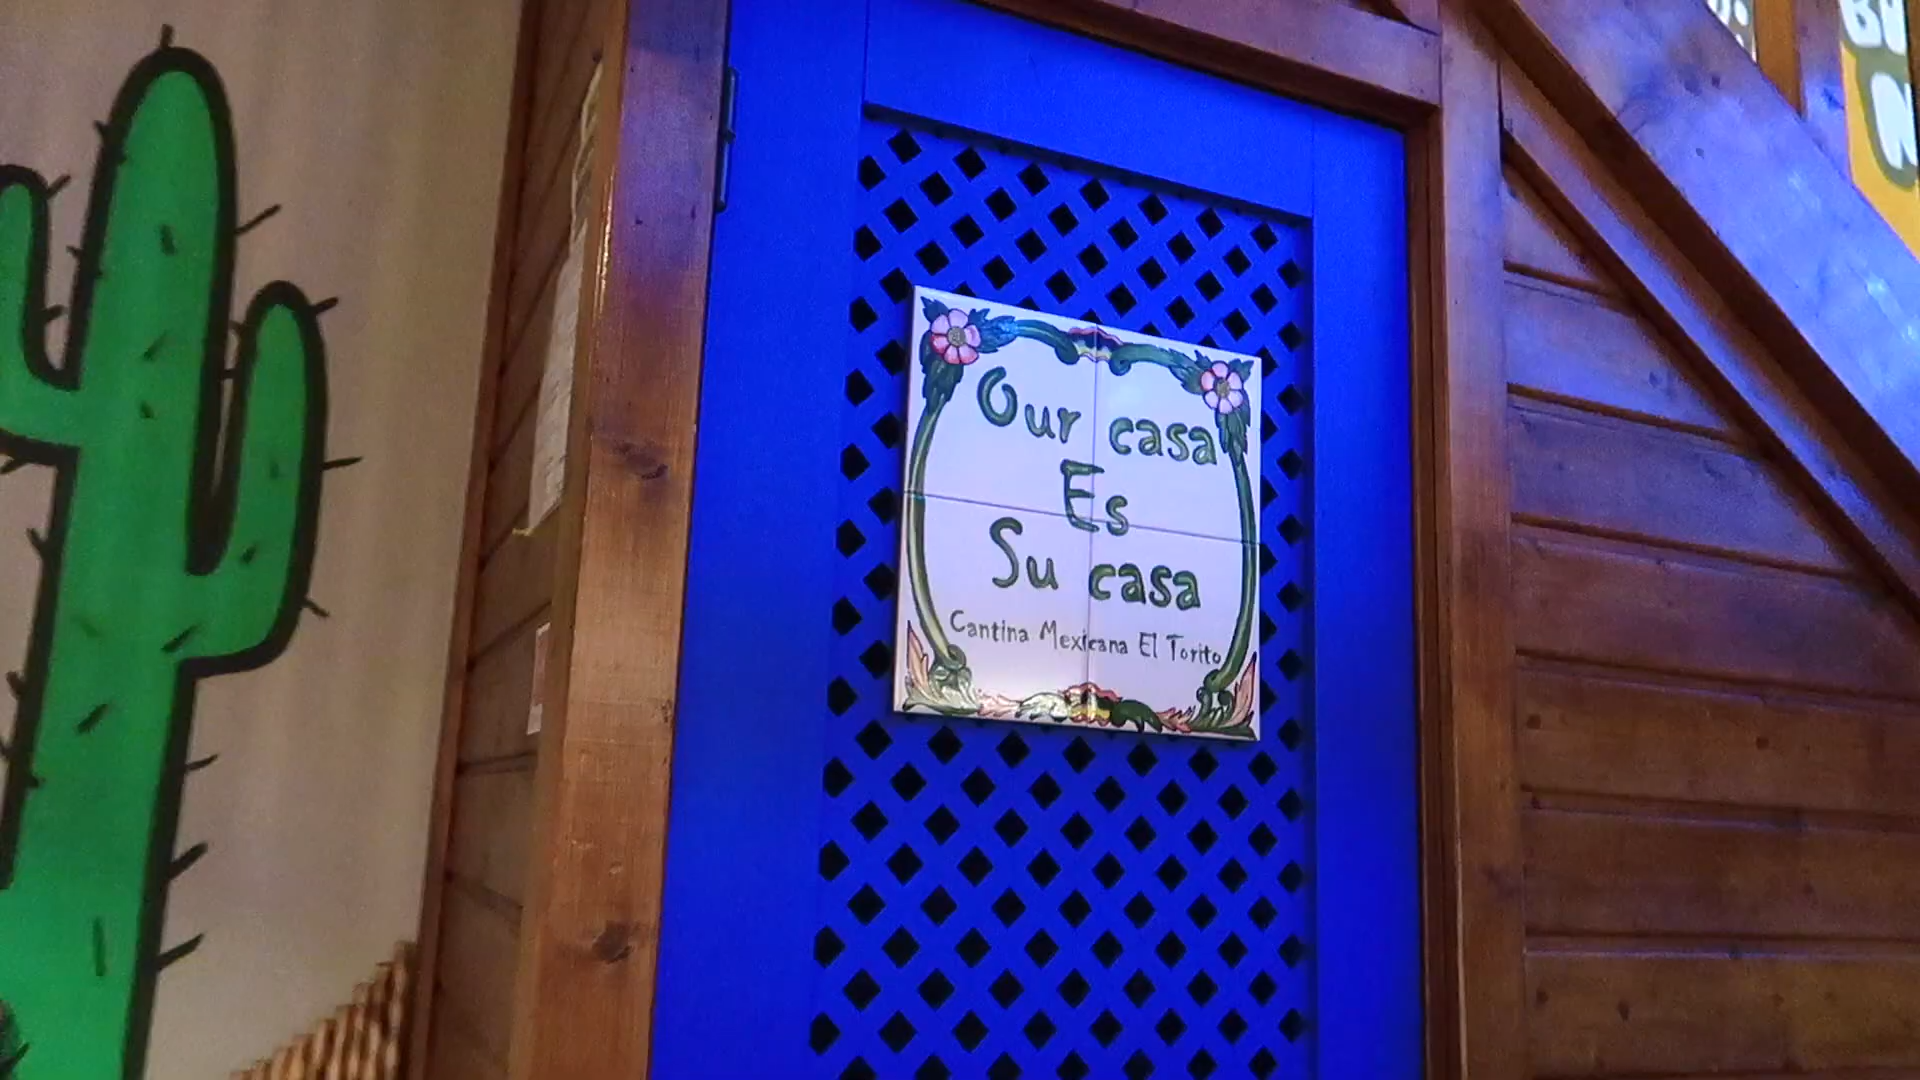 Our casa
Es
Su casa
Cantina Mexicana El Torito